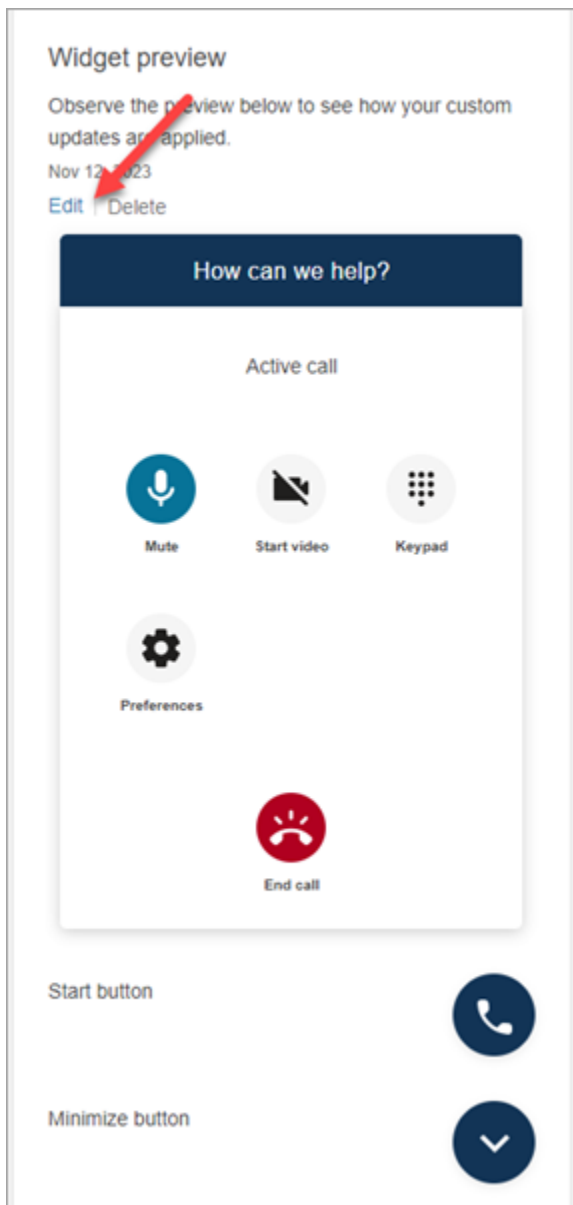 Widget preview
Observe the preview below to see how your custom
updates are applied.
Nov 12, 2023
Edit | Delete
How can we help?
Active call
Mute Start video Keypad
Preferences
End call
Start button
Minimize button